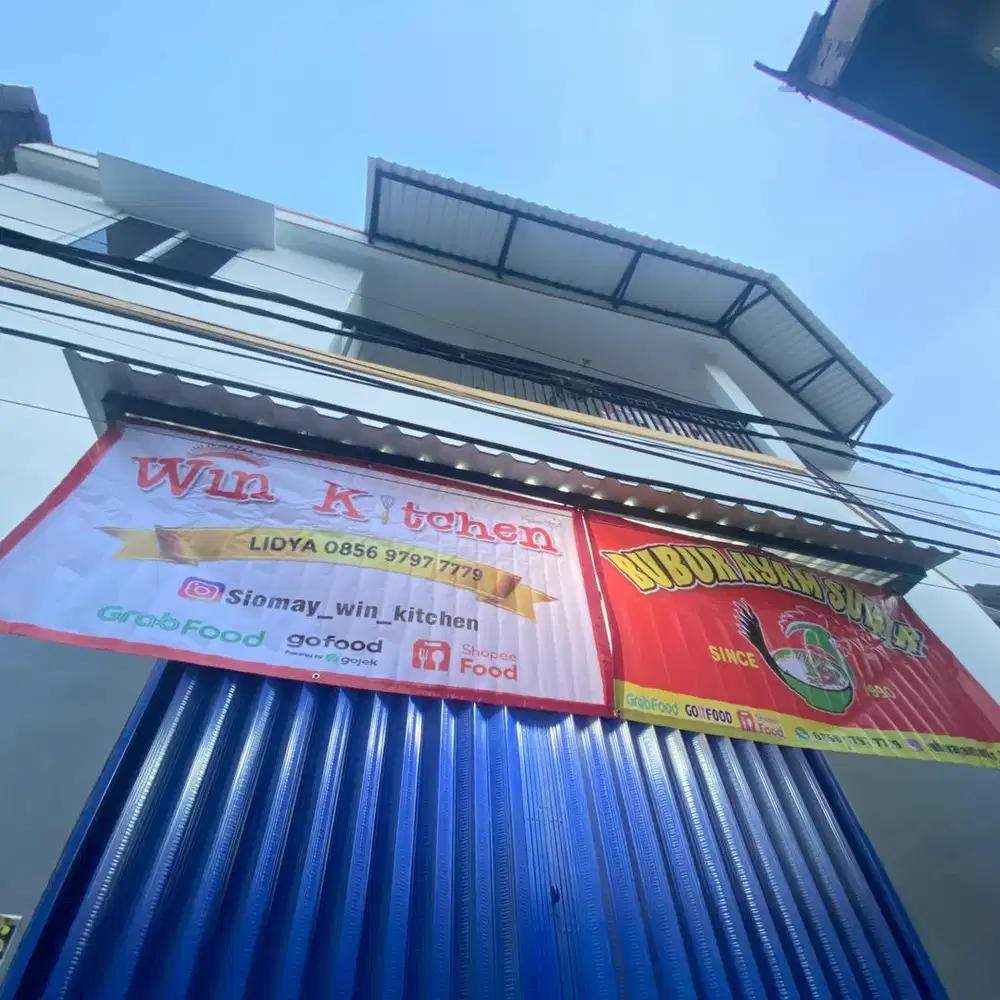 Win Kitchen
LIDYA 0856 9797 7779
Siomay_win_kitchen
GrabFood
gofood
Powered by gojek
Shopee Food
BUBUR AYAM
SINCE
GrabFood
GOFOOD
Shopee Food